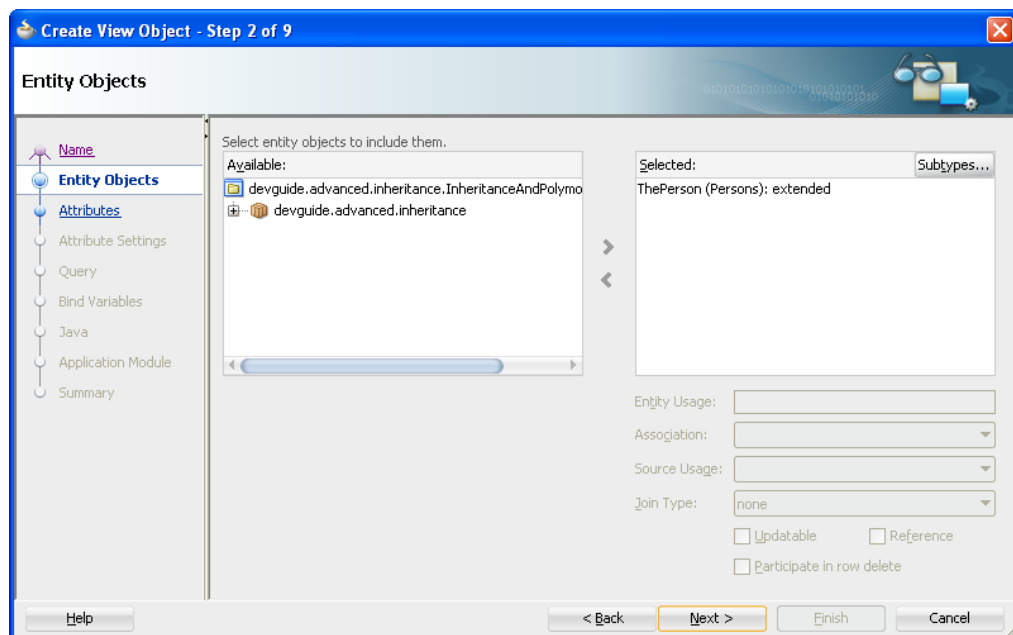 Create View Object - Step 2 of 9
Entity Objects
Name
Entity Objects
Attributes
Attribute Settings
Query
Bind Variables
Java
Application Module
Summary
Select entity objects to include them.
Available:
devguide.advanced.inheritance.InheritanceAndPolymo
devguide.advanced.inheritance
Selected:
Subtypes...
ThePerson (Persons): extended
Entity Usage:
Association:
Source Usage:
Join Type:
none
Updatable
Reference
Participate in row delete
Help
< Back
Next >
Finish
Cancel